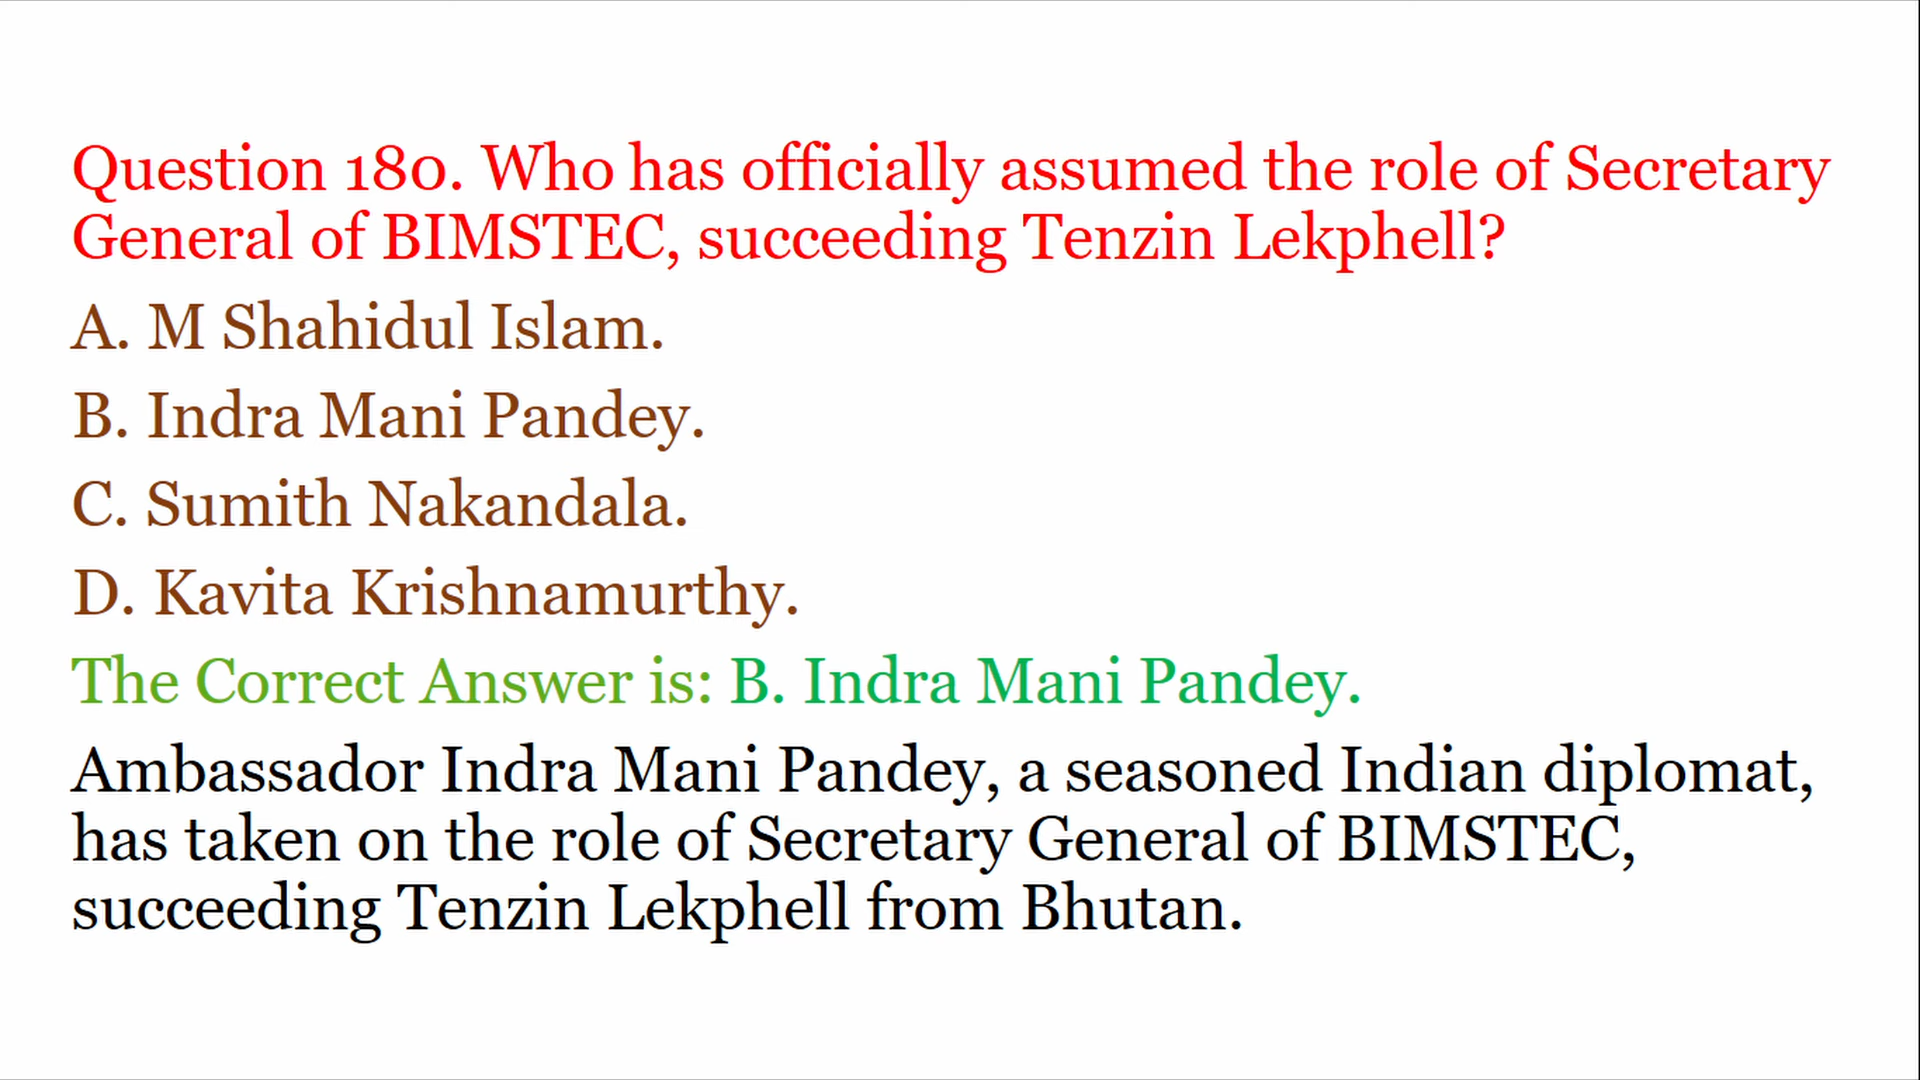 Question 180. Who has officially assumed the role of Secretary
General of BIMSTEC, succeeding Tenzin Lekphell?
A. M Shahidul Islam.
B. Indra Mani Pandey.
C. Sumith Nakandala.
D. Kavita Krishnamurthy.
The Correct Answer is: B. Indra Mani Pandey.
Ambassador Indra Mani Pandey, a seasoned Indian diplomat,
has taken on the role of Secretary General of BIMSTEC,
succeeding Tenzin Lekphell from Bhutan.